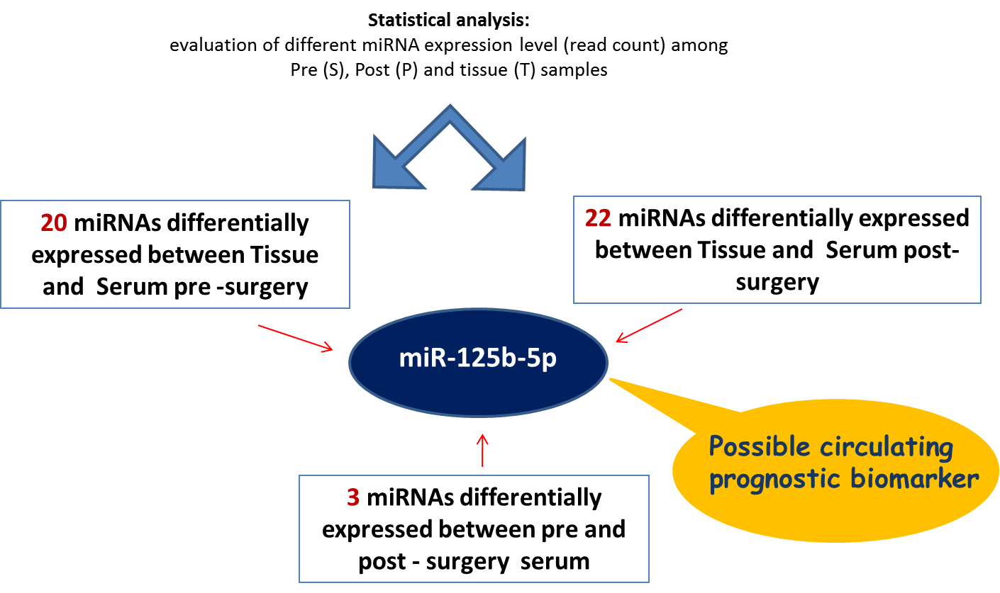 Statistical analysis:
evaluation of different miRNA expression level (read count) among
Pre (S), Post (P) and tissue (T) samples
20 miRNAs differentially
expressed between Tissue
and Serum pre -surgery
22 miRNAs differentially expressed
between Tissue and Serum post-
surgery
miR-125b-5p
Possible circulating
prognostic biomarker
3 miRNAs differentially
expressed between pre and
post - surgery serum